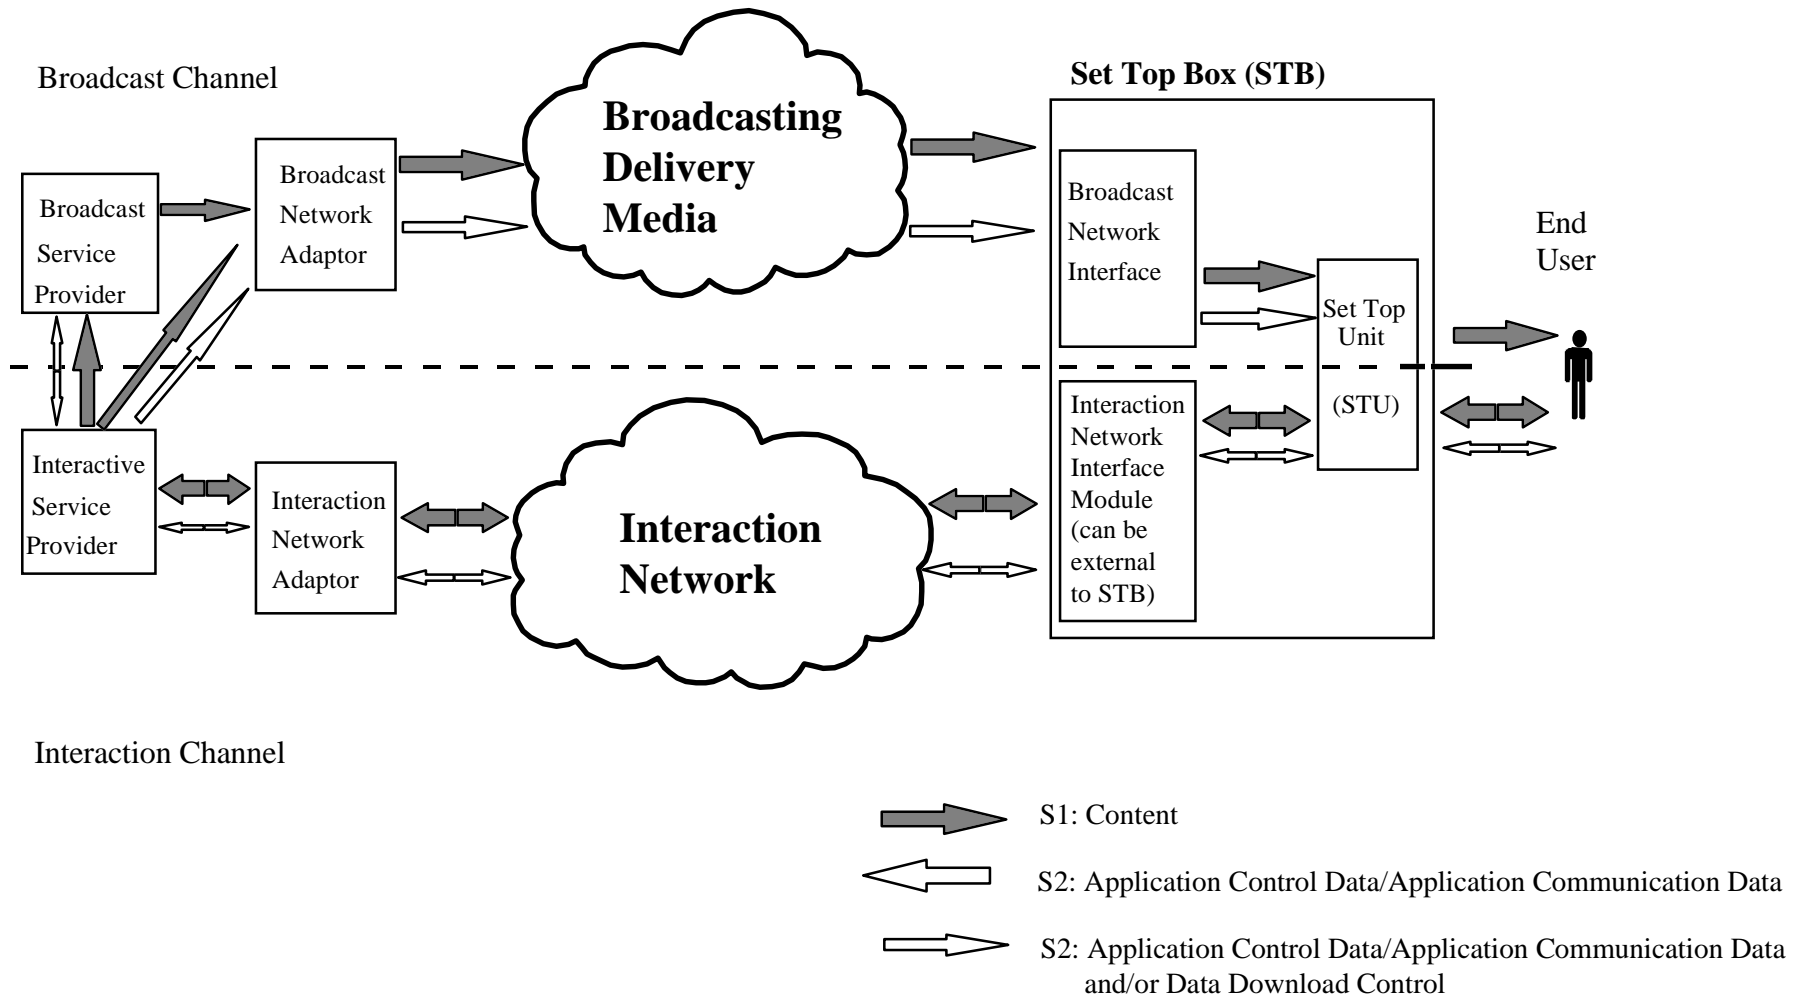 Broadcast Channel
Set Top Box (STB)
Broadcasting
Delivery
Media
Broadcast
Network
Adaptor
Broadcast
Service
Provider
Broadcast
Network
Interface
End
User
Set Top
Unit
(STU)
Interactive
Service
Provider
Interaction
Network
Adaptor
Interaction
Network
Interaction
Network
Interface
Module
(can be
external
to STB)
Interaction Channel
S1: Content
S2: Application Control Data/Application Communication Data
S2: Application Control Data/Application Communication Data
and/or Data Download Control